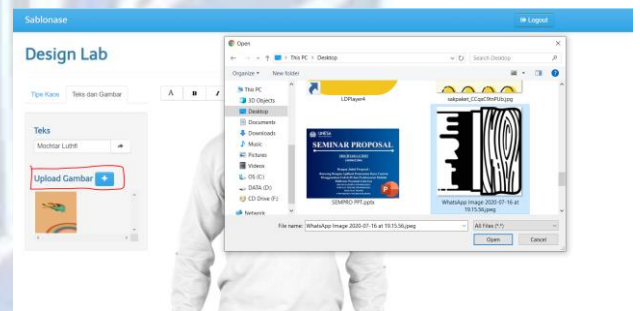 Sablonase
Logout
Design Lab
Tipe Kaos
Teks dan Gambar
A
B
I
Teks
Mochtar Luthfi
Upload Gambar
Open
This PC > Desktop
Search Desktop
Organize
New folder
This PC
3D Objects
Desktop
Documents
Downloads
Music
Pictures
Videos
OS (C:)
DATA (D:)
CD Drive (F:)
Network
LDPlayer4
SEMINAR PROPOSAL
SEMPRO-PPT.pptx
WhatsApp Image 2020-07-16 at
19.15.56.jpeg
File name:
WhatsApp Image 2020-07-16 at 19.15.56.jpeg
All Files (*.*)
Open
Cancel